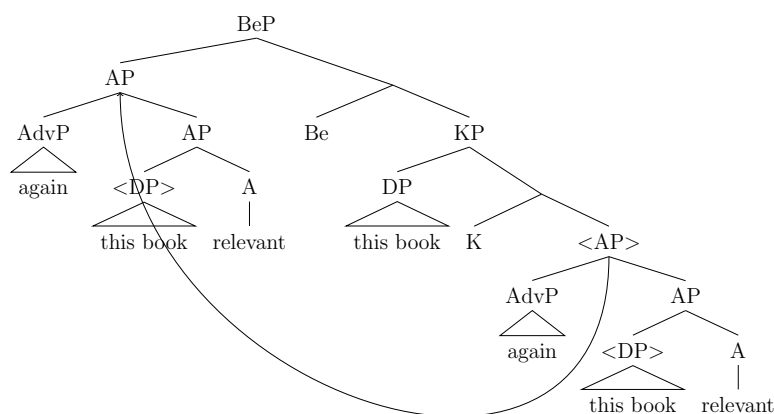 BeP
AP
AdvP AP Be KP
again <DP> A DP
this book relevant this book K <AP>
AdvP AP
again <DP> A
this book relevant